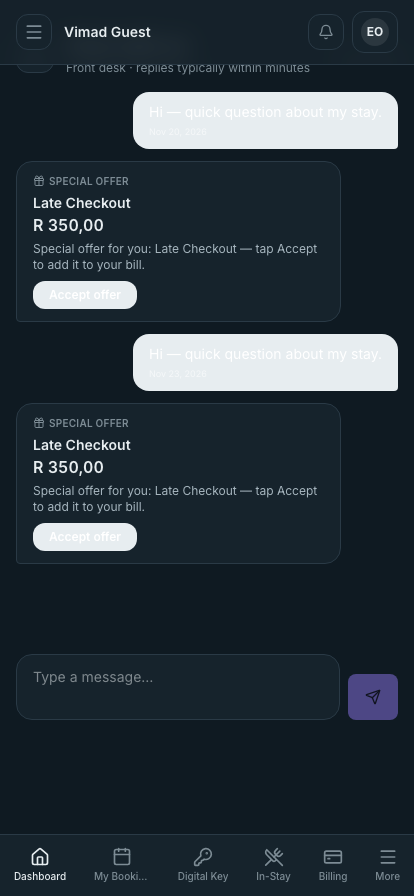 Vimad Guest
EO
Front desk · replies typically within minutes
Hi — quick question about my stay.
SPECIAL OFFER
Late Checkout
R 350,00
Special offer for you: Late Checkout — tap Accept
to add it to your bill.
Accept offer
Hi — quick question about my stay.
SPECIAL OFFER
Late Checkout
R 350,00
Special offer for you: Late Checkout — tap Accept
to add it to your bill.
Accept offer
Type a message...
Dashboard
My Booki...
Digital Key
In-Stay
Billing
More